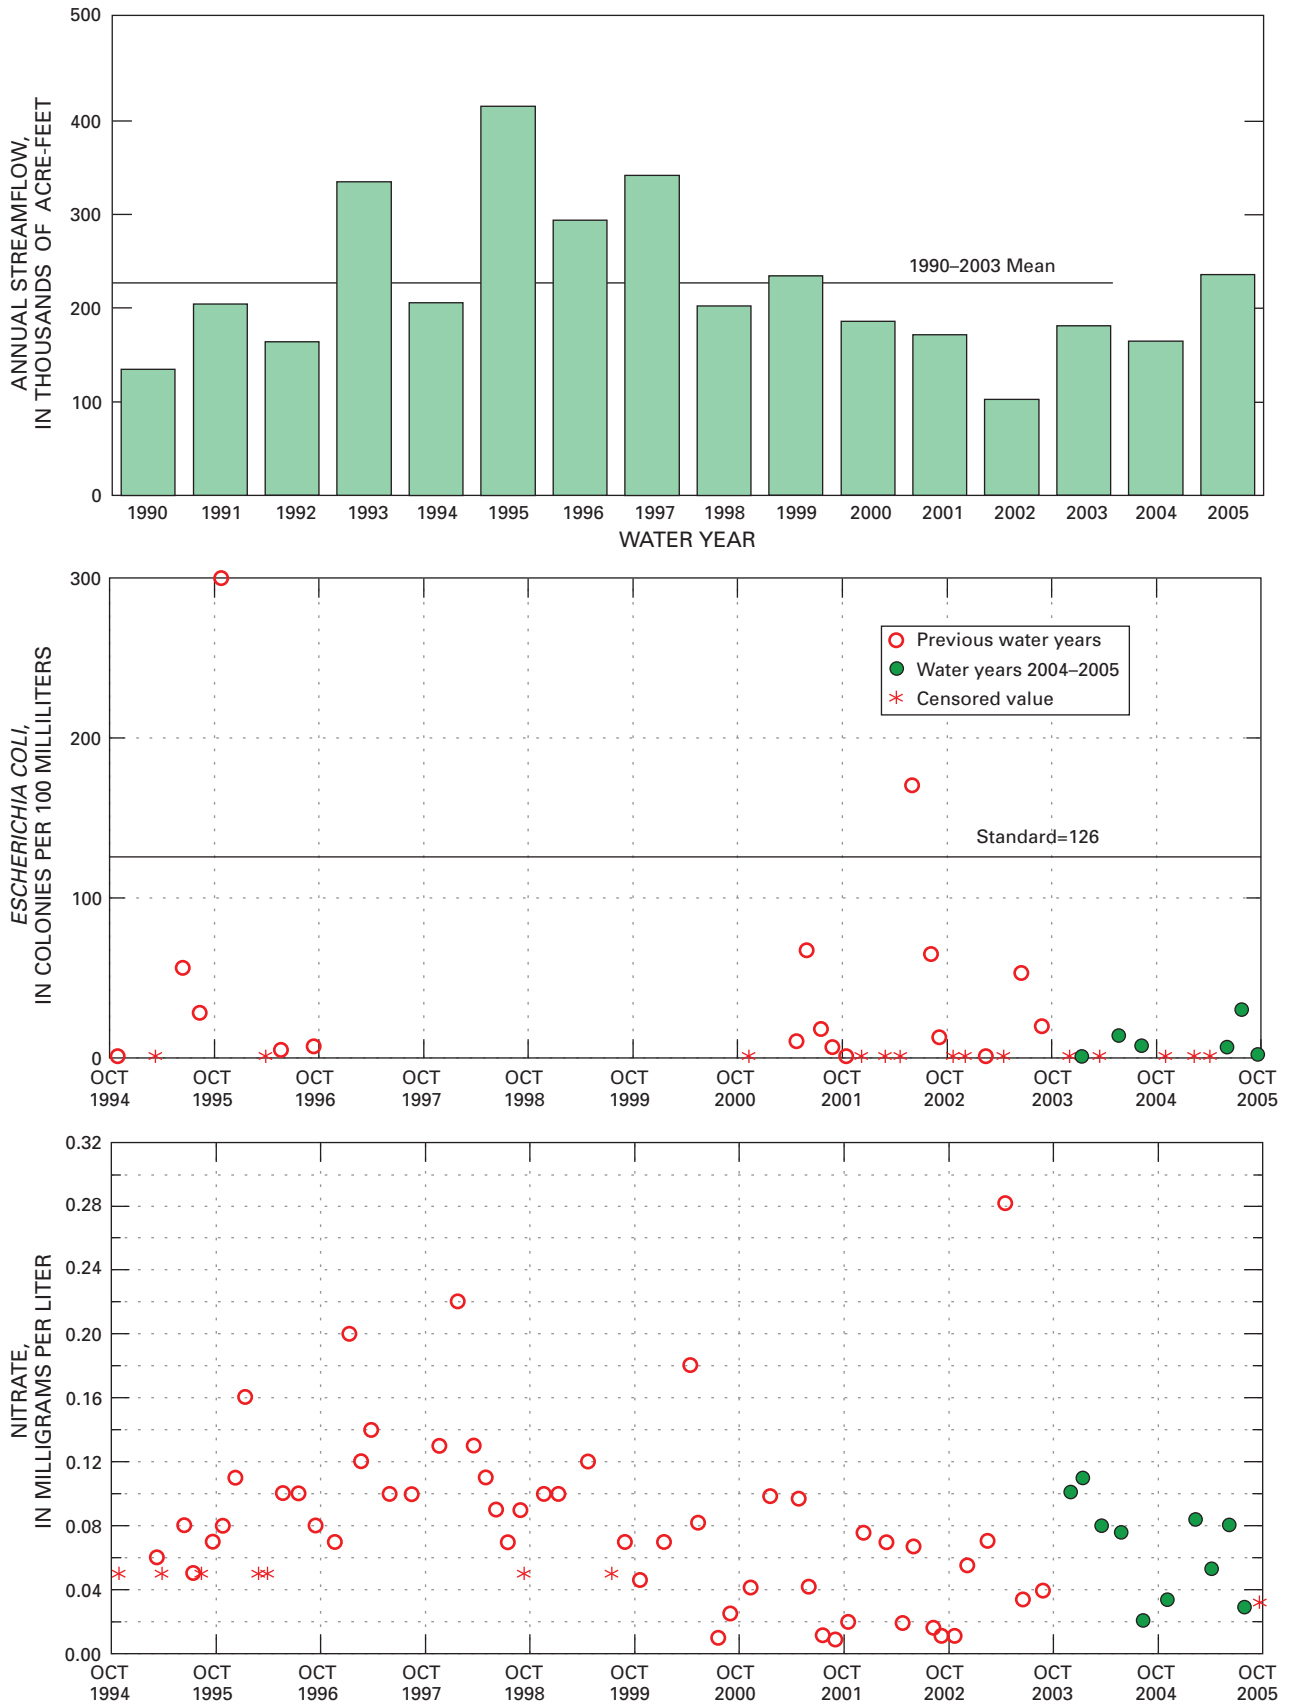 500
400
300
200
100
0
ANNUAL STREAMFLOW,
IN THOUSANDS OF ACRE-FEET
1990–2003 Mean
1990 1991 1992 1993 1994 1995 1996 1997 1998 1999 2000 2001 2002 2003 2004 2005
WATER YEAR
300
200
100
0
ESCHERICHIA COLI,
IN COLONIES PER 100 MILLILITERS
Previous water years
Water years 2004–2005
Censored value
Standard=126
OCT OCT OCT OCT OCT OCT OCT OCT OCT OCT OCT OCT
1994 1995 1996 1997 1998 1999 2000 2001 2002 2003 2004 2005
0.32
0.28
0.24
0.20
0.16
0.12
0.08
0.04
0.00
NITRATE,
IN MILLIGRAMS PER LITER
OCT OCT OCT OCT OCT OCT OCT OCT OCT OCT OCT OCT
1994 1995 1996 1997 1998 1999 2000 2001 2002 2003 2004 2005